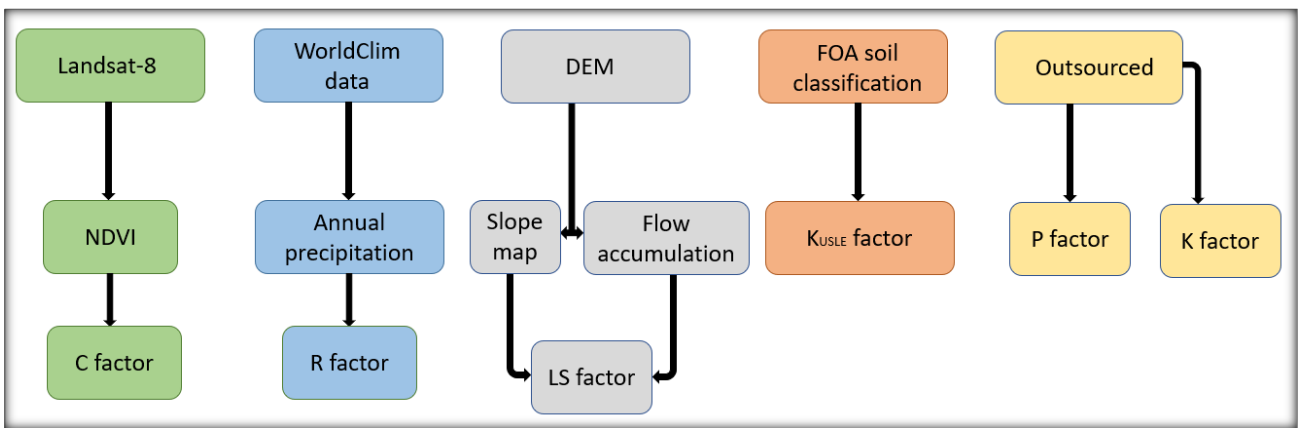 Landsat-8
WorldClim
data
DEM
FOA soil
classification
Outsourced
NDVI
Annual
precipitation
Slope
map
Flow
accumulation
KUSLE factor
P factor
K factor
C factor
R factor
LS factor